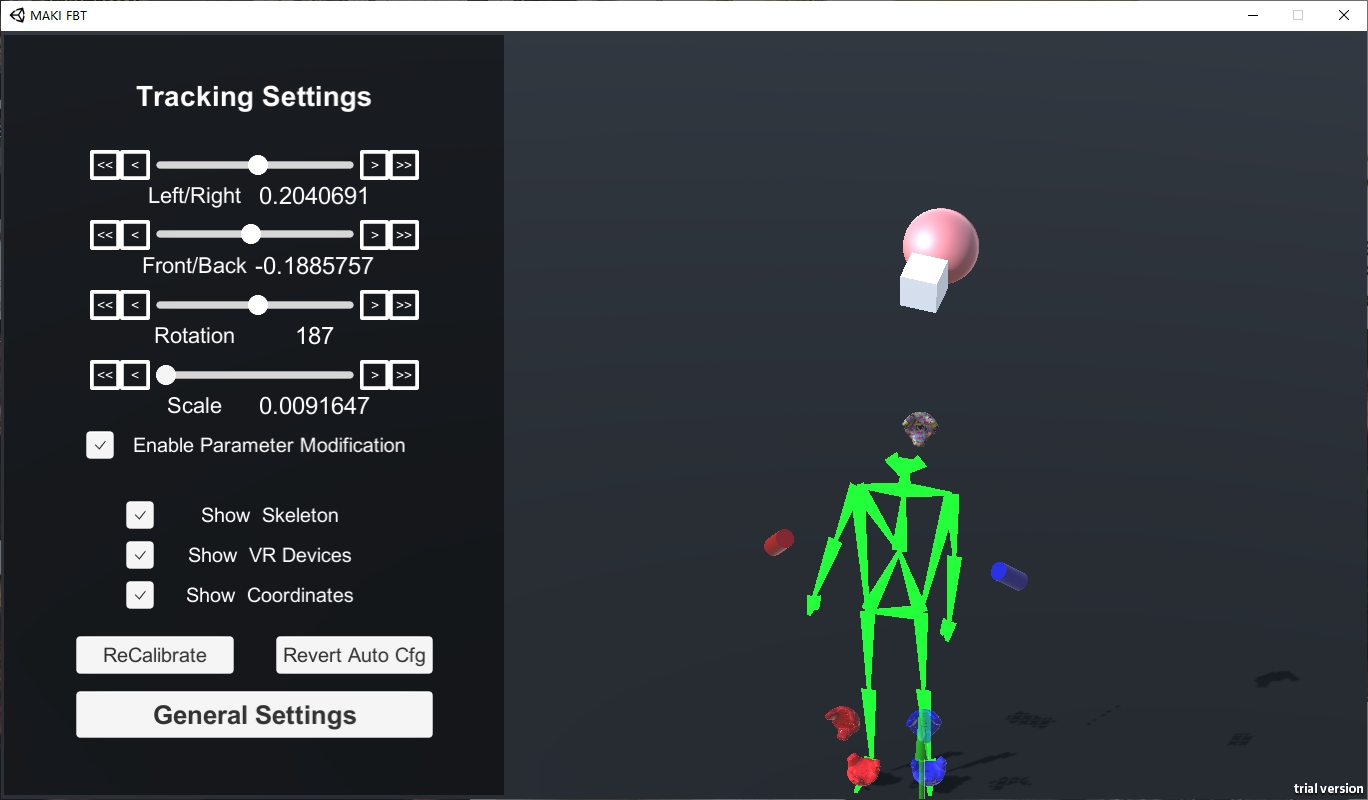 MAKI FBT
Tracking Settings
<< < > >>
Left/Right 0.2040691
<< < > >>
Front/Back -0.1885757
<< < > >>
Rotation 187
<< < > >>
Scale 0.0091647
Enable Parameter Modification
Show Skeleton
Show VR Devices
Show Coordinates
ReCalibrate Revert Auto Cfg
General Settings
trial version